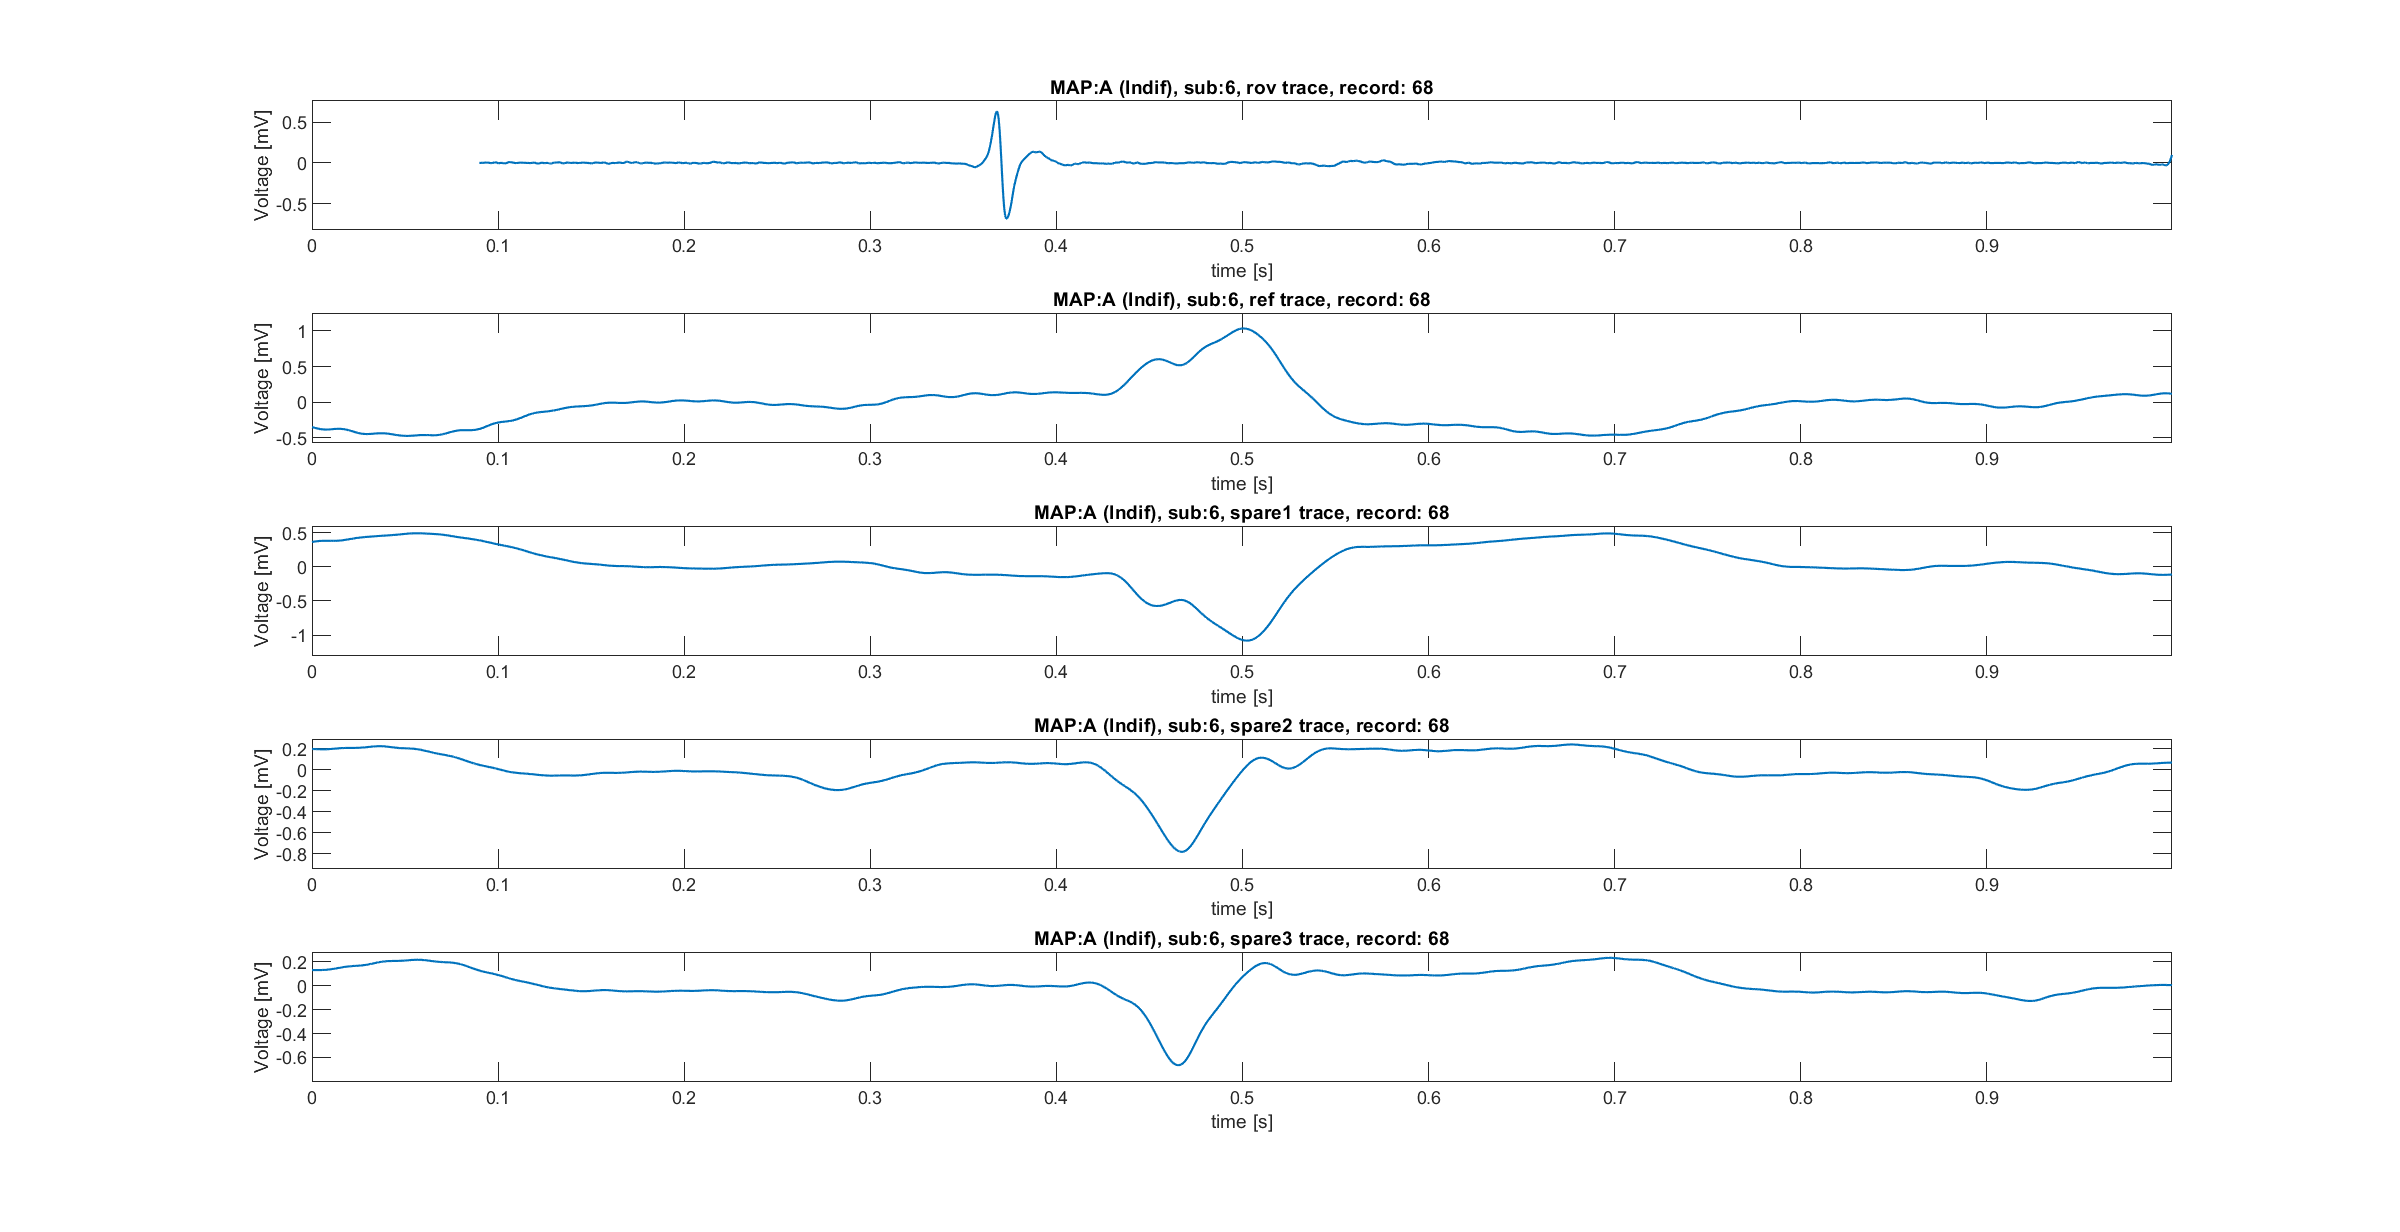 MAP:A (Indif), sub:6, rov trace, record: 68
Voltage [mV]
0.5
0
-0.5
0 0.1 0.2 0.3 0.4 0.5 0.6 0.7 0.8 0.9
time [s]
MAP:A (Indif), sub:6, ref trace, record: 68
Voltage [mV]
1
0.5
0
-0.5
0 0.1 0.2 0.3 0.4 0.5 0.6 0.7 0.8 0.9
time [s]
MAP:A (Indif), sub:6, spare1 trace, record: 68
Voltage [mV]
0.5
0
-0.5
-1
0 0.1 0.2 0.3 0.4 0.5 0.6 0.7 0.8 0.9
time [s]
MAP:A (Indif), sub:6, spare2 trace, record: 68
Voltage [mV]
0.2
0
-0.2
-0.4
-0.6
-0.8
0 0.1 0.2 0.3 0.4 0.5 0.6 0.7 0.8 0.9
time [s]
MAP:A (Indif), sub:6, spare3 trace, record: 68
Voltage [mV]
0.2
0
-0.2
-0.4
-0.6
0 0.1 0.2 0.3 0.4 0.5 0.6 0.7 0.8 0.9
time [s]